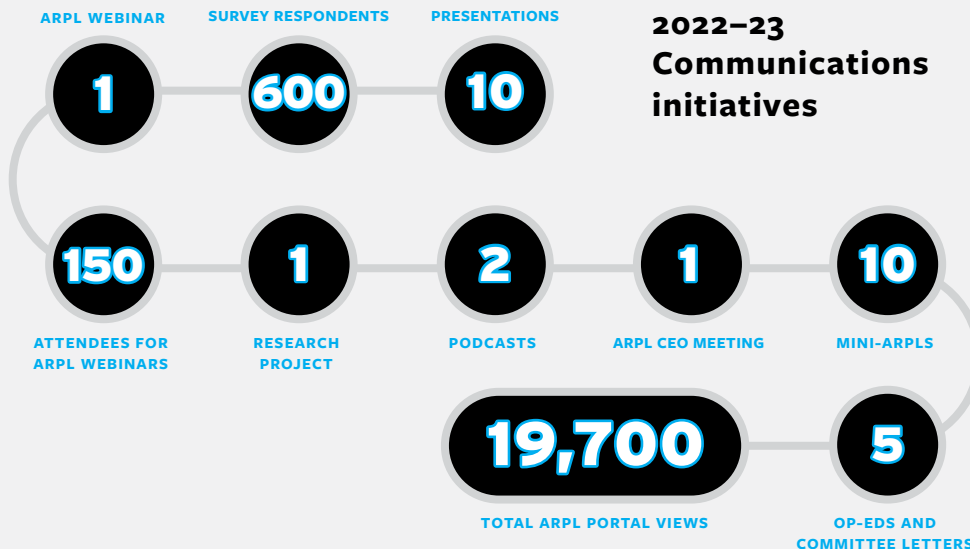 2022–23
Communications
initiatives
ARPL WEBINAR
1
SURVEY RESPONDENTS
600
PRESENTATIONS
10
150
ATTENDEES FOR
ARPL WEBINARS
1
RESEARCH
PROJECT
2
PODCASTS
1
ARPL CEO MEETING
10
MINI-ARPLS
19,700
TOTAL ARPL PORTAL VIEWS
5
OP-EDS AND
COMMITTEE LETTERS